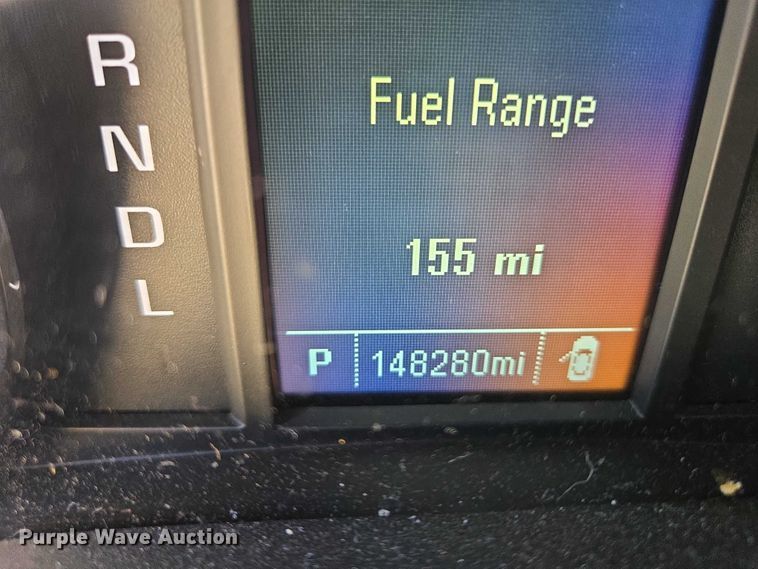 R
N
D
L
Fuel Range
155 mi
P 148280mi
Purple Wave Auction